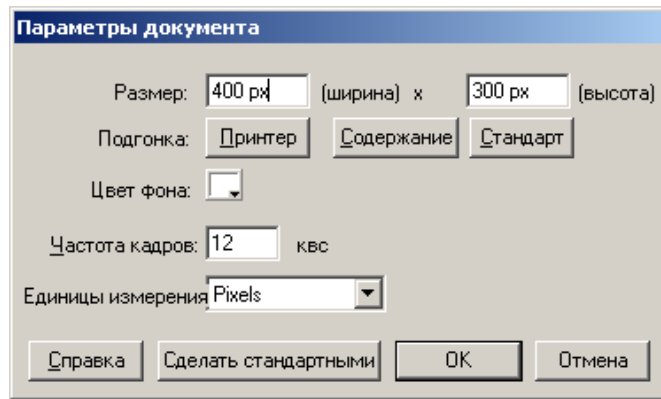 Параметры документа
Размер: 400 px (ширина) x 300 px (высота)
Подгонка: Принтер Содержание Стандарт
Цвет фона:
Частота кадров: 12 квс
Единицы измерения Pixels
Справка Сделать стандартными OK Отмена